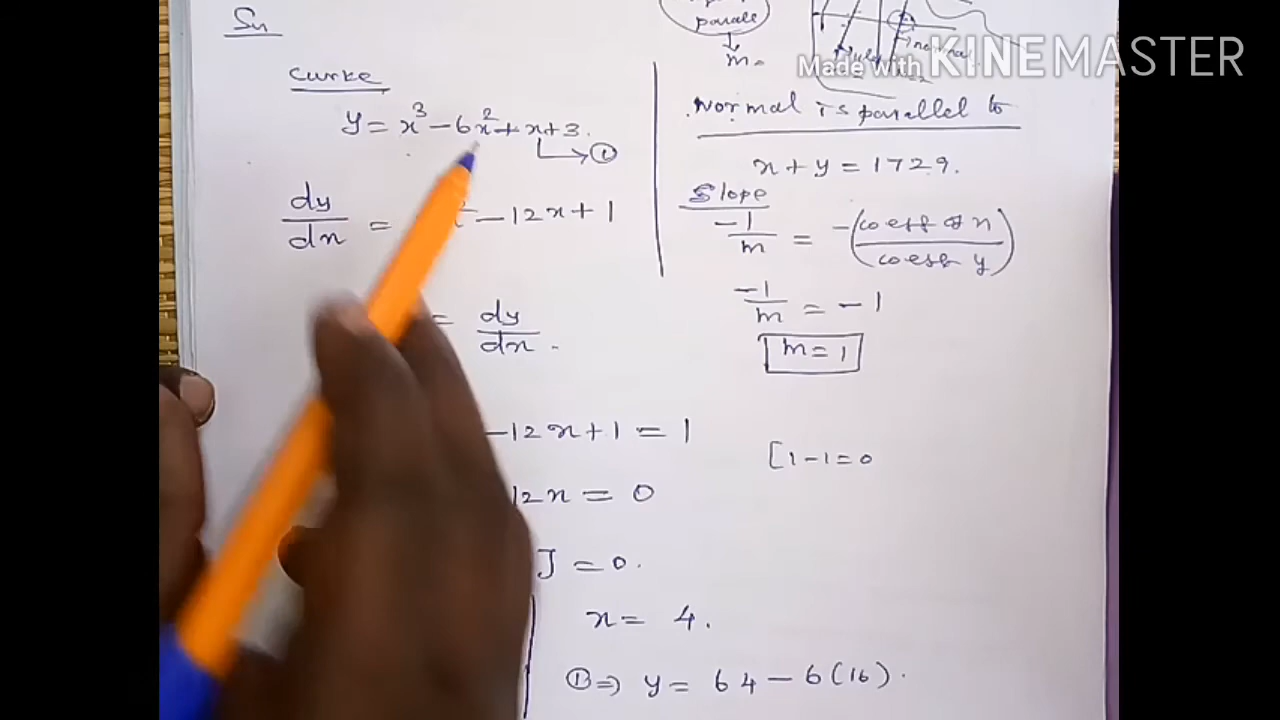 Sn
Curke
y = x³ - 6x² + x + 3.
①
dy/dx = - 12x + 1
= dy/dx .
- 12x + 1 = 1
12x = 0
] = 0.
x = 4.
① ⇒ y = 64 - 6(16).
paralle
m =
Made with KINEMASTER
Normal is parallel to
x + y = 1729.
Slope
-1/m = -(coeff of x / coeff y)
-1/m = -1
m = 1
[1 - 1 = 0